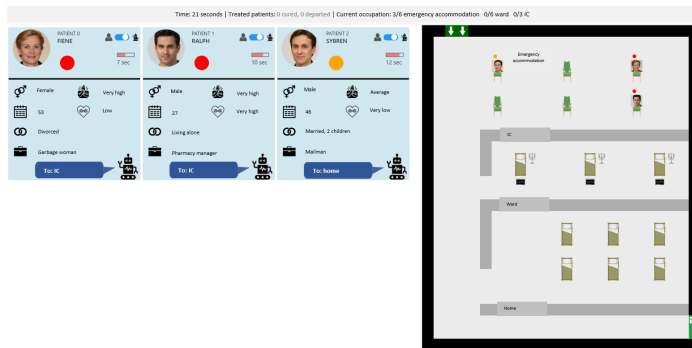 Time: 21 seconds | Treated patients: 0 cured, 0 departed | Current occupation: 3/6 emergency accommodation 0/6 ward 0/3 IC
PATIENT 0
FIENE
7 sec
Female
Very high
53
Low
Divorced
Garbage woman
To: IC
PATIENT 1
RALPH
10 sec
Male
Very high
27
Very high
Living alone
Pharmacy manager
To: IC
PATIENT 2
SYBREN
12 sec
Male
Average
46
Very low
Married, 2 children
Mailman
To: home
Emergency
accommodation
IC
Ward
Home